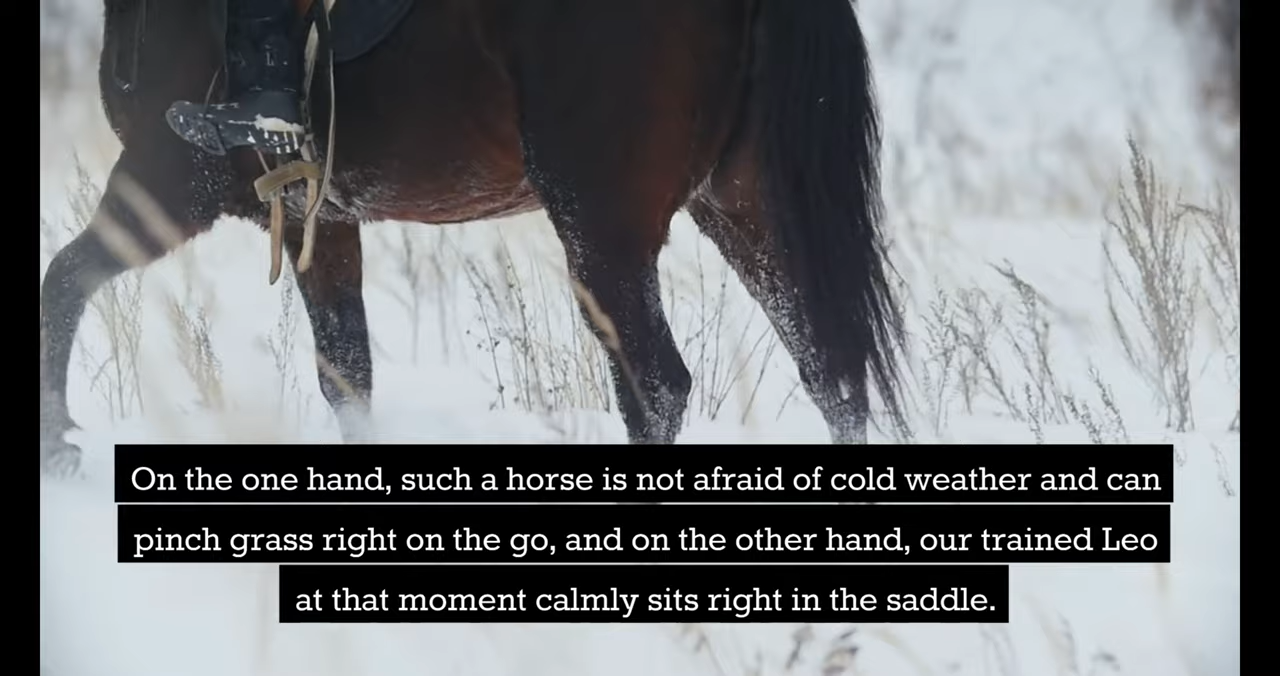 On the one hand, such a horse is not afraid of cold weather and can
pinch grass right on the go, and on the other hand, our trained Leo
at that moment calmly sits right in the saddle.